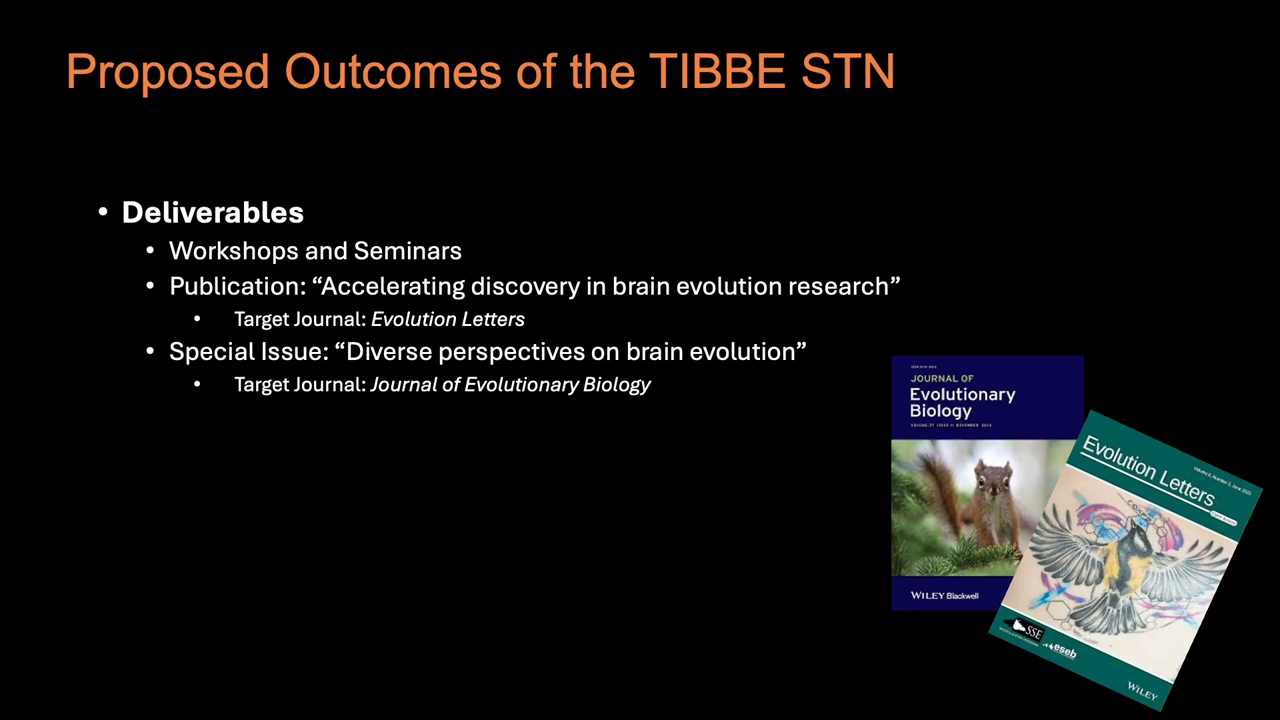 Proposed Outcomes of the TIBBE STN
• Deliverables
• Workshops and Seminars
• Publication: “Accelerating discovery in brain evolution research”
• Target Journal: Evolution Letters
• Special Issue: “Diverse perspectives on brain evolution”
• Target Journal: Journal of Evolutionary Biology
JOURNAL OF
Evolutionary
Biology
WILEY Blackwell
Evolution Letters
SSE
eseb
WILEY